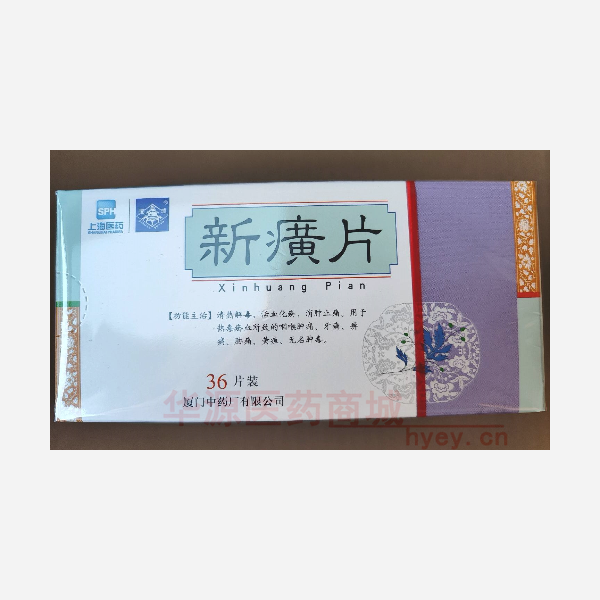 SPH
上海医药
SHANGHAI PHARMA
新癀片
Xinhuang Pian
【功能主治】清热解毒、活血化瘀、消肿止痛。用于
热毒瘀血所致的咽喉肿痛、牙痛、痹
痛、胁痛、黄疸、无名肿毒。
36片装
厦门中药厂有限公司
华源医药商城
hyey.cn